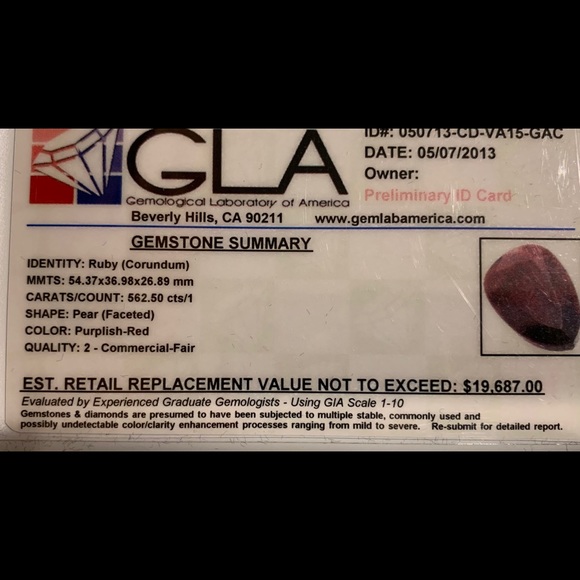 GLA
ID#: 050713-CD-VA15-GAC
DATE: 05/07/2013
Owner:
Preliminary ID Card
Gemological Laboratory of America
Beverly Hills, CA 90211 www.gemlabamerica.com
GEMSTONE SUMMARY
IDENTITY: Ruby (Corundum)
MMTS: 54.37x36.98x26.89 mm
CARATS/COUNT: 562.50 cts/1
SHAPE: Pear (Faceted)
COLOR: Purplish-Red
QUALITY: 2 - Commercial-Fair
EST. RETAIL REPLACEMENT VALUE NOT TO EXCEED: $19,687.00
Evaluated by Experienced Graduate Gemologists - Using GIA Scale 1-10
Gemstones & diamonds are presumed to have been subjected to multiple stable, commonly used and
possibly undetectable color/clarity enhancement processes ranging from mild to severe. Re-submit for detailed report.